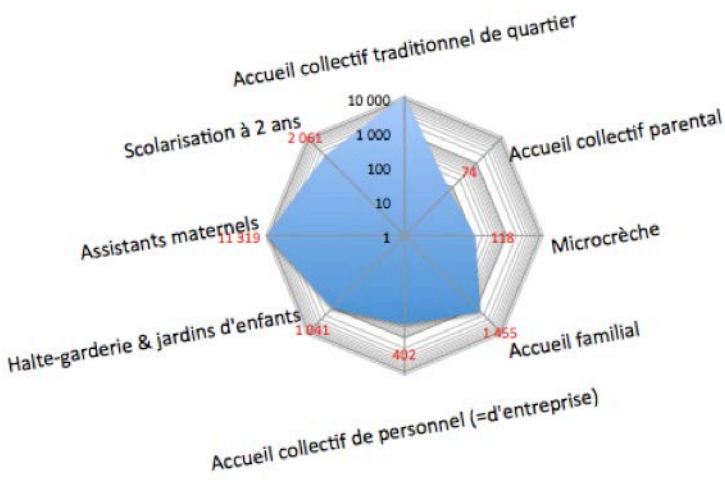 Accueil collectif traditionnel de quartier
10 000
Scolarisation à 2 ans
2 061
1 000
Accueil collectif parental
100
74
10
Assistants maternels
11 319
1
118
Microcrèche
Halte-garderie & jardins d'enfants
1 041
1 455
Accueil familial
402
Accueil collectif de personnel (=d'entreprise)